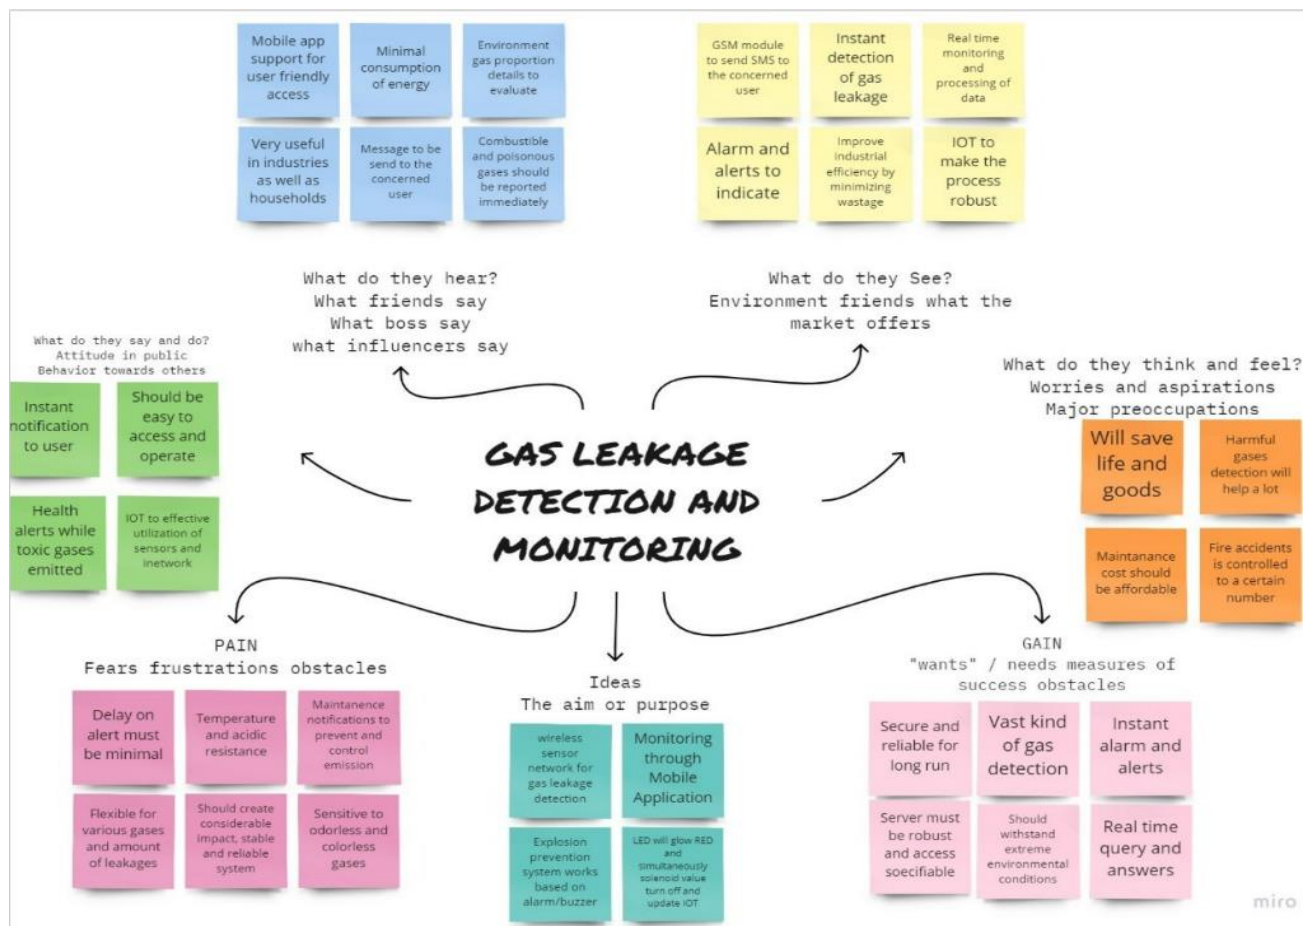 Mobile app
support for
user friendly
access
Minimal
consumption
of energy
Environment
gas proportion
details to
evaluate
Very useful
in industries
as well as
households
Message to be
send to the
concerned
user
Combustible
and poisonous
gases should
be reported
immediately
GSM module
to send SMS to
the concerned
user
Instant
detection
of gas
leakage
Real time
monitoring
and
processing of
data
Alarm and
alerts to
indicate
Improve
industrial
efficiency by
minimizing
wastage
IOT to
make the
process
robust
What do they hear?
What friends say
What boss say
what influencers say
What do they See?
Environment friends what the
market offers
What do they say and do?
Attitude in public
Behavior towards others
Instant
notification
to user
Should be
easy to
access and
operate
Health
alerts while
toxic gases
emitted
IOT to effective
utilization of
sensors and
inetwork
GAS LEAKAGE
DETECTION AND
MONITORING
What do they think and feel?
Worries and aspirations
Major preoccupations
Will save
life and
goods
Harmful
gases
detection will
help a lot
Maintanance
cost should
be affordable
Fire accidents
is controlled
to a certain
number
PAIN
Fears frustrations obstacles
Delay on
alert must
be minimal
Temperature
and acidic
resistance
Maintanence
notifications to
prevent and
control
emission
Flexible for
various gases
and amount
of leakages
Should create
considerable
impact, stable
and reliable
system
Sensitive to
odorless and
colorless
gases
Ideas
The aim or purpose
wireless
sensor
network for
gas leakage
detection
Monitoring
through
Mobile
Application
Explosion
prevention
system works
based on
alarm/buzzer
LED will glow RED
and
simultaneously
solenoid value
turn off and
update IOT
GAIN
"wants" / needs measures of
success obstacles
Secure and
reliable for
long run
Vast kind
of gas
detection
Instant
alarm and
alerts
Server must
be robust
and access
soecifiable
Should
withstand
extreme
environmental
conditions
Real time
query and
answers
miro